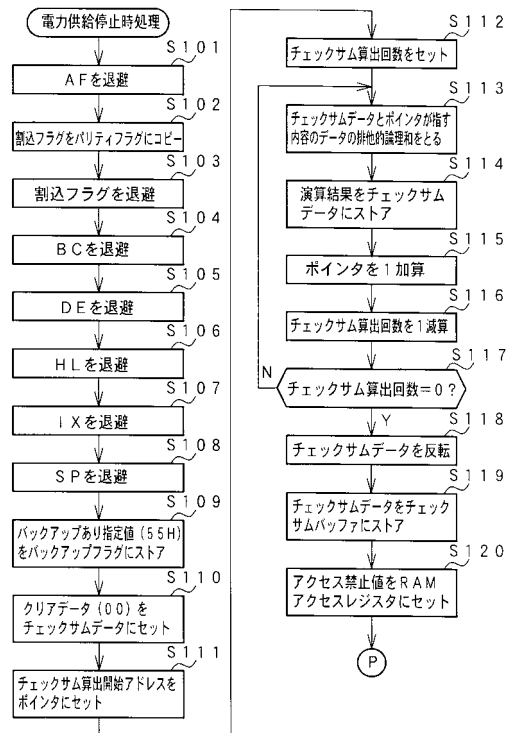 電力供給停止時処理
S101
AFを退避
S102
割込フラグをパリティフラグにコピー
S103
割込フラグを退避
S104
BCを退避
S105
DEを退避
S106
HLを退避
S107
IXを退避
S108
SPを退避
S109
バックアップあり指定値(55H)
をバックアップフラグにストア
S110
クリアデータ(00)を
チェックサムデータにセット
S111
チェックサム算出開始アドレスを
ポインタにセット
S112
チェックサム算出回数をセット
S113
チェックサムデータとポインタが指す
内容のデータの排他的論理和をとる
S114
演算結果をチェックサム
データにストア
S115
ポインタを1加算
S116
チェックサム算出回数を1減算
S117
N
チェックサム算出回数=0?
Y
S118
チェックサムデータを反転
S119
チェックサムデータをチェック
サムバッファにストア
S120
アクセス禁止値をRAM
アクセスレジスタにセット
P